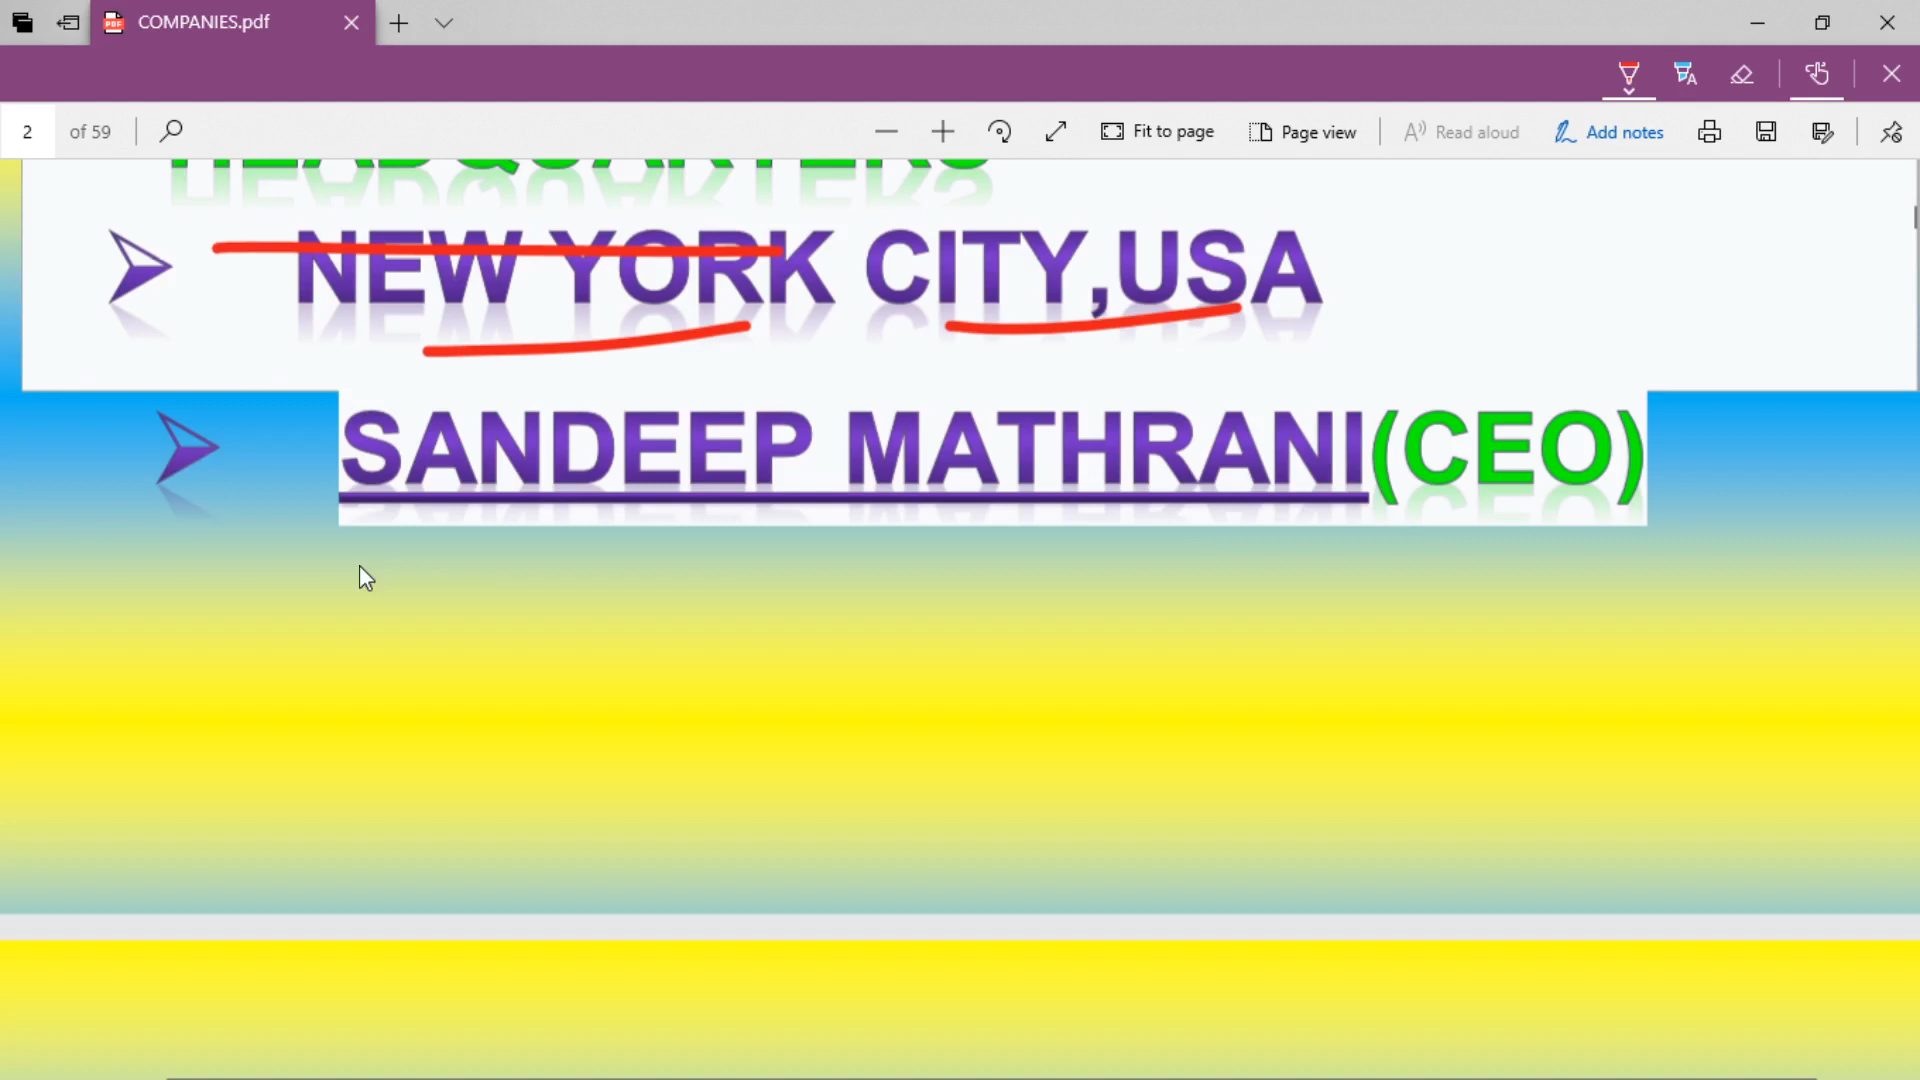 COMPANIES.pdf
2 of 59
Fit to page
Page view
Read aloud
Add notes
HEADQUARTERS
NEW YORK CITY,USA
SANDEEP MATHRANI(CEO)